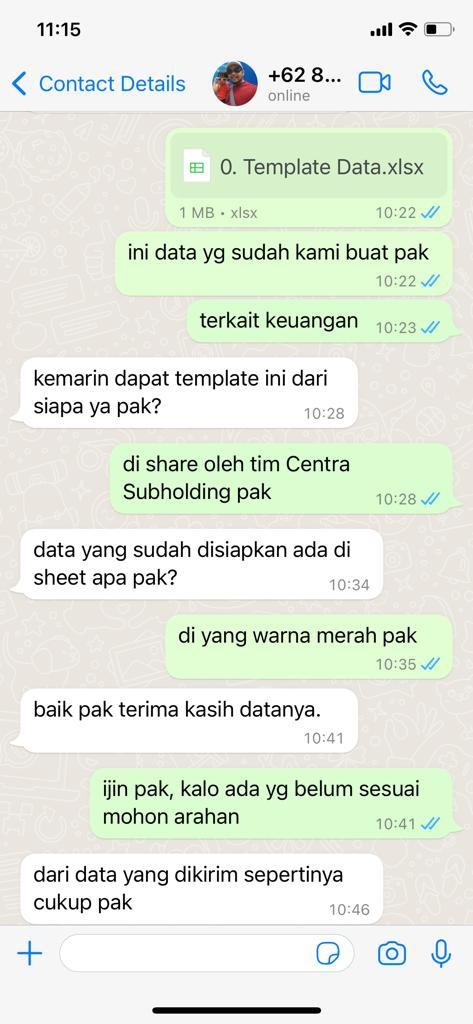 11:15
Contact Details
+62 8...
online
0. Template Data.xlsx
1 MB • xlsx
10:22
ini data yg sudah kami buat pak
10:22
terkait keuangan
10:23
kemarin dapat template ini dari
siapa ya pak?
10:28
di share oleh tim Centra
Subholding pak
10:28
data yang sudah disiapkan ada di
sheet apa pak?
10:34
di yang warna merah pak
10:35
baik pak terima kasih datanya.
10:41
ijin pak, kalo ada yg belum sesuai
mohon arahan
10:41
dari data yang dikirim sepertinya
cukup pak
10:46